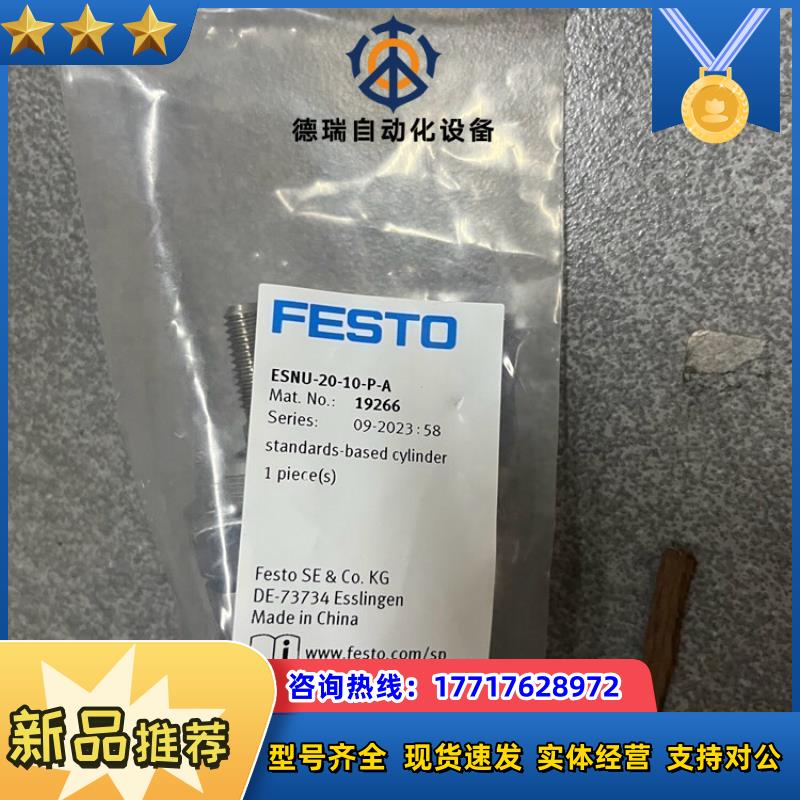 德瑞自动化设备
FESTO
ESNU-20-10-P-A
Mat. No.: 19266
Series: 09-2023:58
standards-based cylinder
1 piece(s)
Festo SE & Co. KG
DE-73734 Esslingen
Made in China
www.festo.com/sp
咨询热线：17717628972
新品推荐
型号齐全 现货速发 实体经营 支持对公